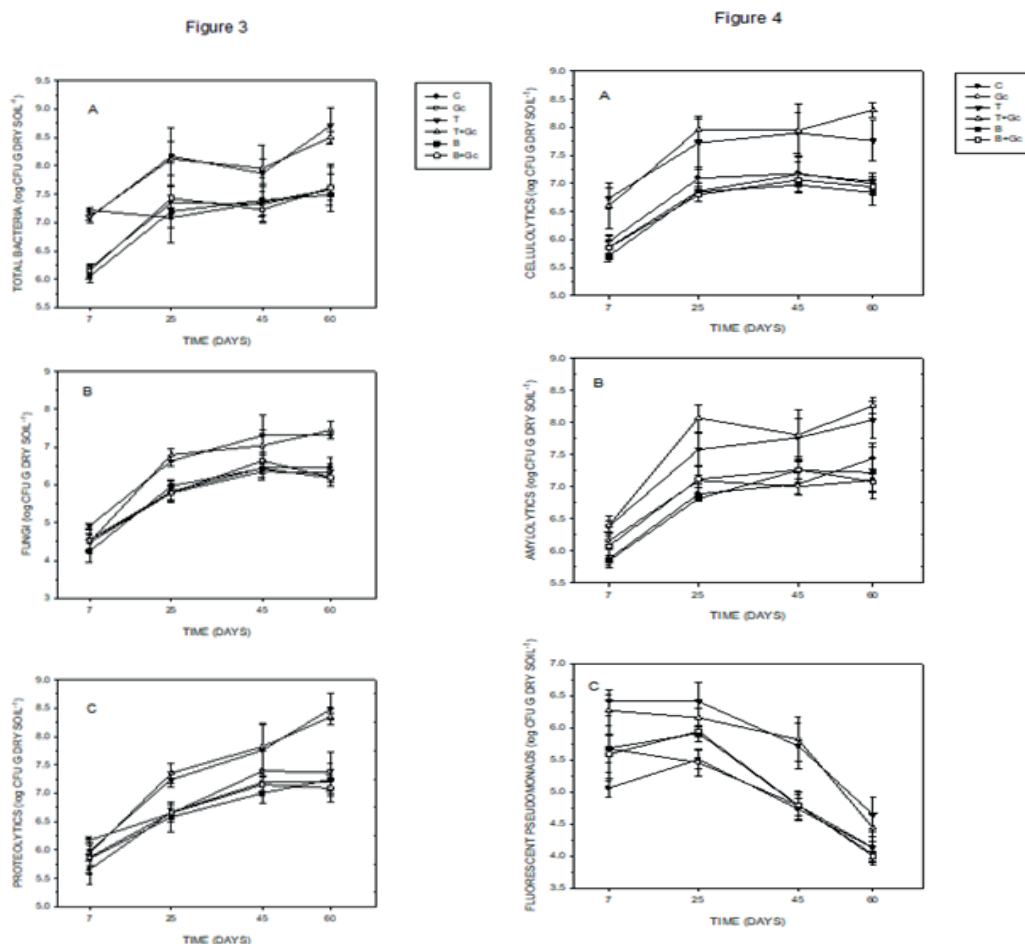 Figure 3
A
TOTAL BACTERIA (log CFU G DRY SOIL-1)
9.5
9.0
8.5
8.0
7.5
7.0
6.5
6.0
5.5
7 25 45 60
TIME (DAYS)
C
Gc
T
T+Gc
B
B+Gc
B
FUNGI (log CFU G DRY SOIL-1)
9
8
7
6
5
4
3
7 25 45 60
TIME (DAYS)
C
PROTEOLYTICS (log CFU G DRY SOIL-1)
9.0
8.5
8.0
7.5
7.0
6.5
6.0
5.5
5.0
7 25 45 60
TIME (DAYS)
Figure 4
A
CELLULOLYTICS (log CFU G DRY SOIL-1)
9.0
8.5
8.0
7.5
7.0
6.5
6.0
5.5
5.0
7 25 45 60
TIME (DAYS)
C
Gc
T
T+Gc
B
B+Gc
B
AMYLOLYTICS (log CFU G DRY SOIL-1)
9.0
8.5
8.0
7.5
7.0
6.5
6.0
5.5
7 25 45 60
TIME (DAYS)
C
FLUORESCENT PSEUDOMONADS (log CFU G DRY SOIL-1)
7.0
6.5
6.0
5.5
5.0
4.5
4.0
3.5
7 25 45 60
TIME (DAYS)